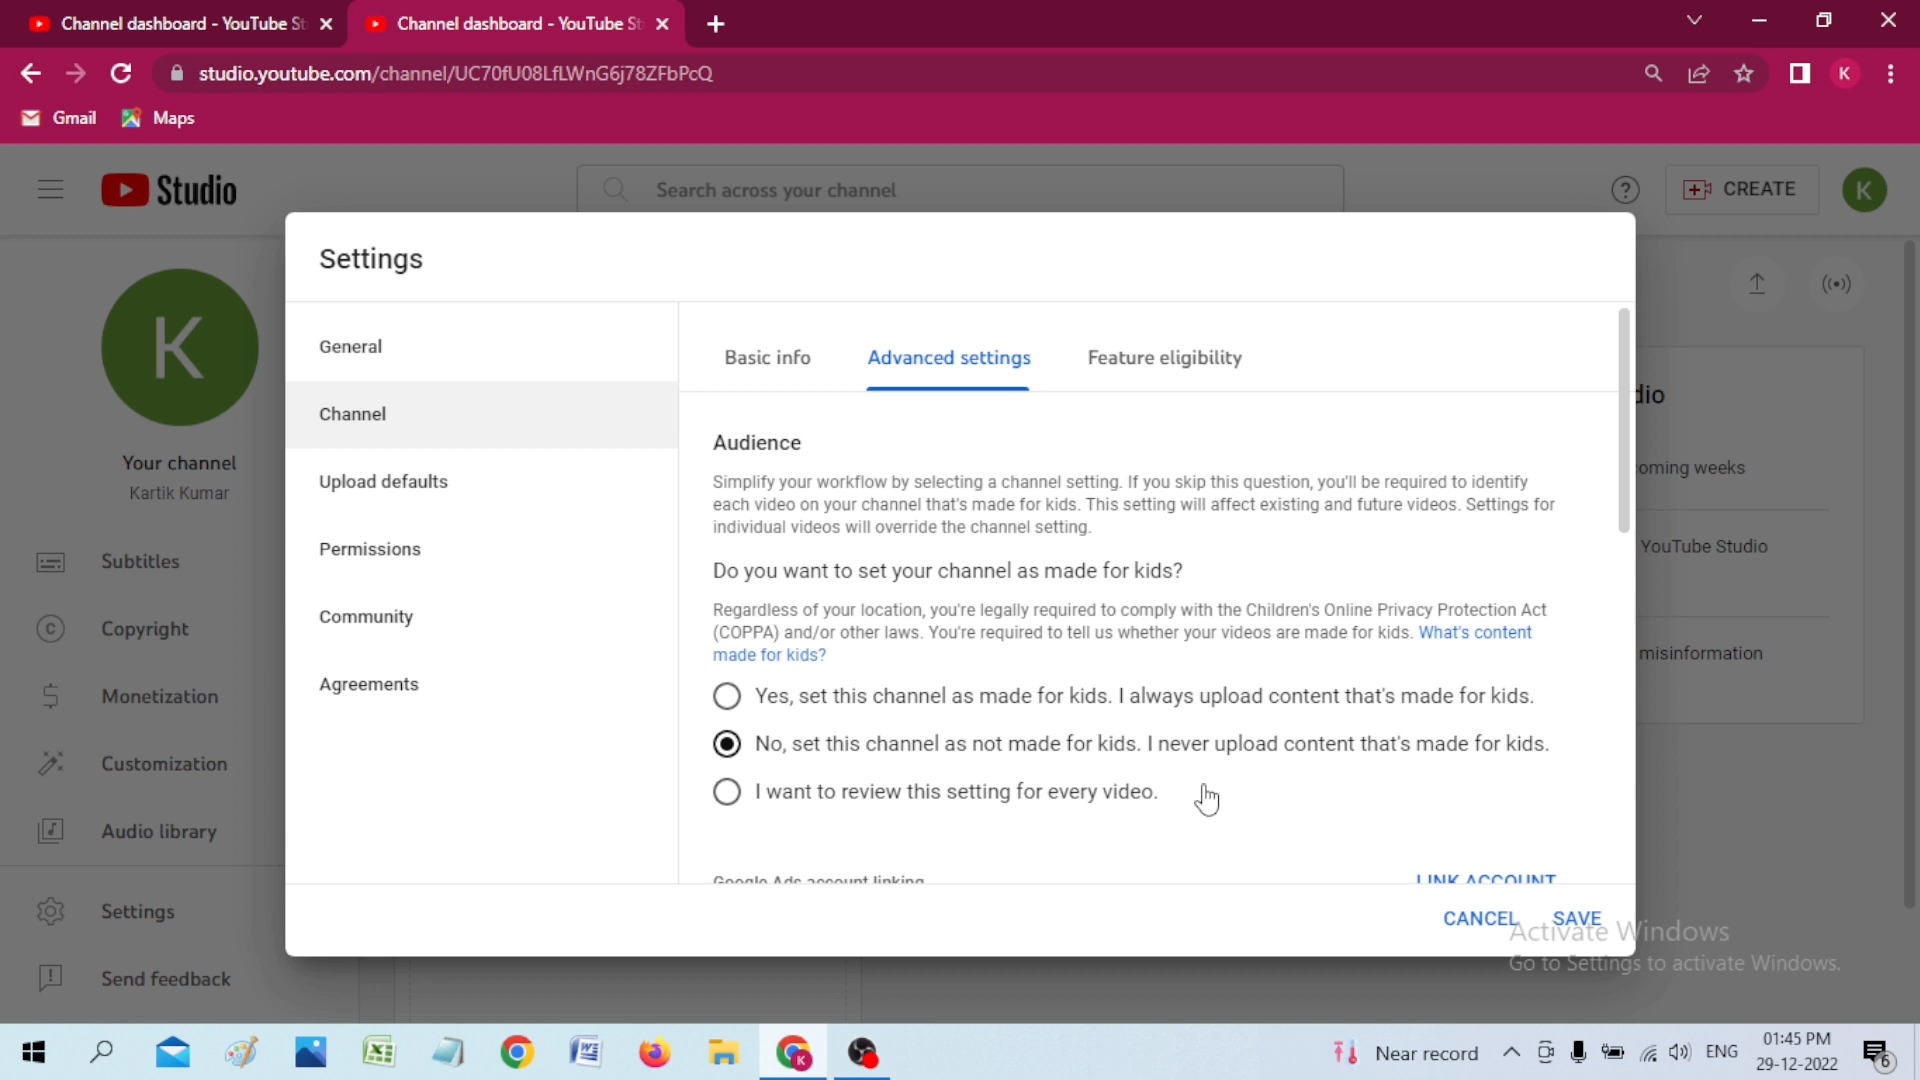 Channel dashboard - YouTube St
Channel dashboard - YouTube St
studio.youtube.com/channel/UC70fU08LfLWnG6j78ZFbPcQ
K
Gmail
Maps
Studio
Search across your channel
CREATE
K
Settings
K
Your channel
Kartik Kumar
Subtitles
Copyright
Monetization
Customization
Audio library
Settings
Send feedback
General
Channel
Upload defaults
Permissions
Community
Agreements
Basic info
Advanced settings
Feature eligibility
Audience
Simplify your workflow by selecting a channel setting. If you skip this question, you'll be required to identify
each video on your channel that's made for kids. This setting will affect existing and future videos. Settings for
individual videos will override the channel setting.
Do you want to set your channel as made for kids?
Regardless of your location, you're legally required to comply with the Children's Online Privacy Protection Act
(COPPA) and/or other laws. You're required to tell us whether your videos are made for kids. What's content
made for kids?
Yes, set this channel as made for kids. I always upload content that's made for kids.
No, set this channel as not made for kids. I never upload content that's made for kids.
I want to review this setting for every video.
Google Ads account linking
LINK ACCOUNT
CANCEL
SAVE
dio
oming weeks
YouTube Studio
misinformation
Activate Windows
Go to Settings to activate Windows.
Near record
ENG
01:45 PM
29-12-2022
6